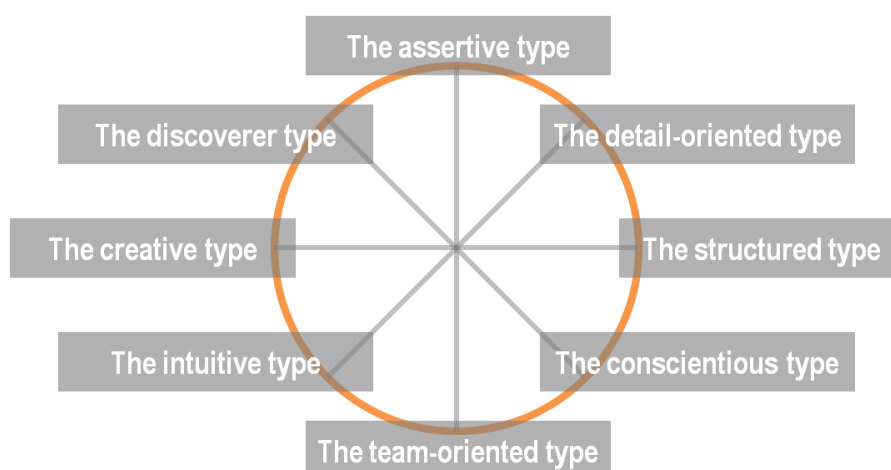 The assertive type
The discoverer type
The detail-oriented type
The creative type
The structured type
The intuitive type
The conscientious type
The team-oriented type